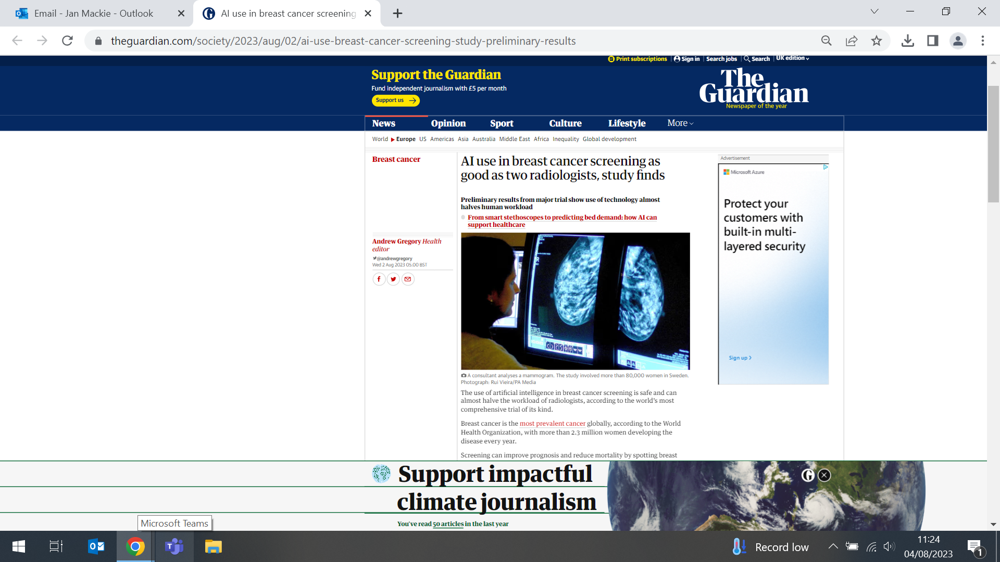 Email - Jan Mackie - Outlook
AI use in breast cancer screening
theguardian.com/society/2023/aug/02/ai-use-breast-cancer-screening-study-preliminary-results
Print subscriptions
Sign in
Search jobs
Search
UK edition
Support the Guardian
Fund independent journalism with £5 per month
Support us
The
Guardian
Newspaper of the year
News Opinion Sport Culture Lifestyle More
World Europe US Americas Asia Australia Middle East Africa Inequality Global development
Breast cancer
AI use in breast cancer screening as
good as two radiologists, study finds
Preliminary results from major trial show use of technology almost
halves human workload
From smart stethoscopes to predicting bed demand: how AI can
support healthcare
Andrew Gregory Health
editor
@andrewgregory
Wed 2 Aug 2023 05.00 BST
A consultant analyses a mammogram. The study involved more than 80,000 women in Sweden.
Photograph: Rui Vieira/PA Media
The use of artificial intelligence in breast cancer screening is safe and can
almost halve the workload of radiologists, according to the world’s most
comprehensive trial of its kind.
Breast cancer is the most prevalent cancer globally, according to the World
Health Organization, with more than 2.3 million women developing the
disease every year.
Screening can improve prognosis and reduce mortality by spotting breast
Advertisement
Microsoft Azure
Protect your
customers with
built-in multi-
layered security
Sign up
Support impactful
climate journalism
You've read 50 articles in the last year
Microsoft Teams
Record low
11:24
04/08/2023
1